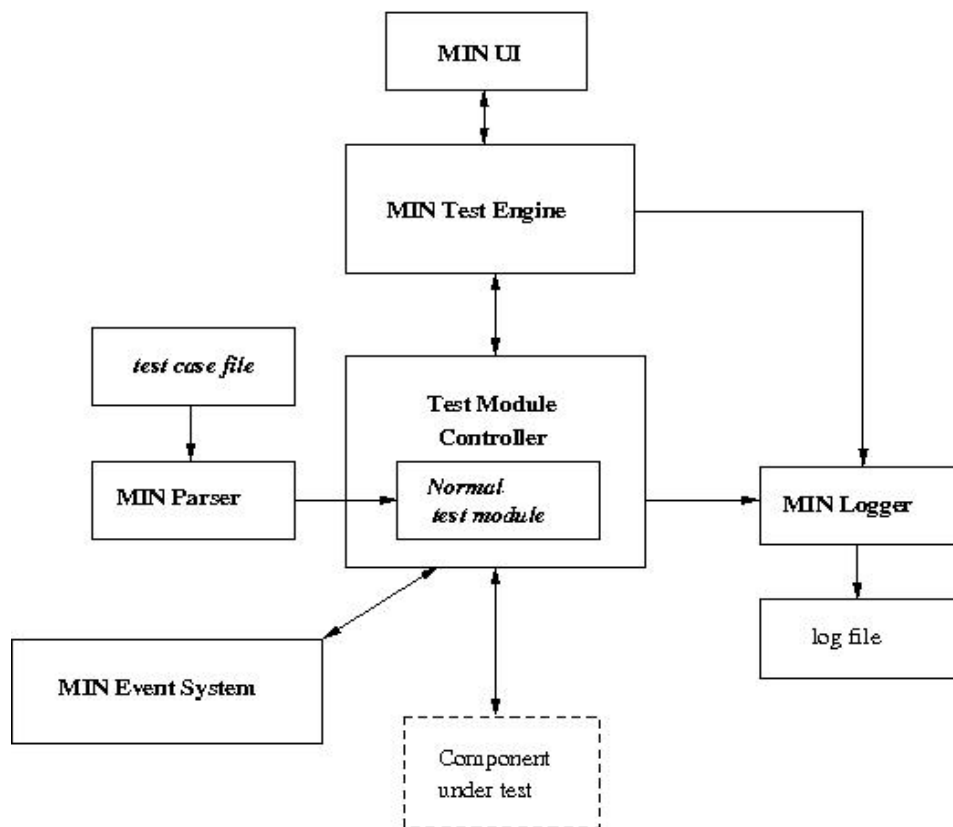 MIN UI
MIN Test Engine
test case file
Test Module
Controller
MIN Parser
Normal
test module
MIN Logger
log file
MIN Event System
Component
under test